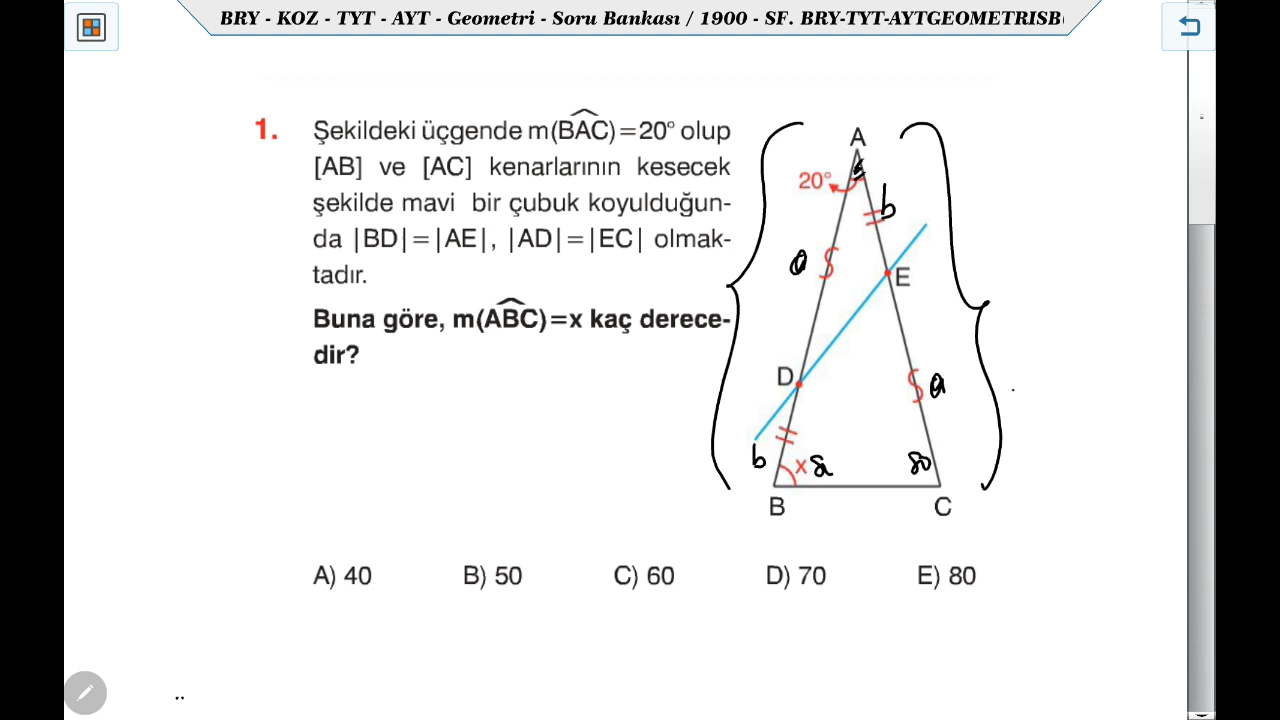 BRY - KOZ - TYT - AYT - Geometri - Soru Bankası / 1900 - SF. BRY-TYT-AYTGEOMETRISB
1. Şekildeki üçgende m(BAC)=20° olup
[AB] ve [AC] kenarlarının kesecek
şekilde mavi bir çubuk koyulduğun-
da |BD|=|AE|, |AD|=|EC| olmak-
tadır.
Buna göre, m(ABC)=x kaç derece-
dir?
A
20°
b
a
E
D
a
b
x
80
B
C
A) 40 B) 50 C) 60 D) 70 E) 80